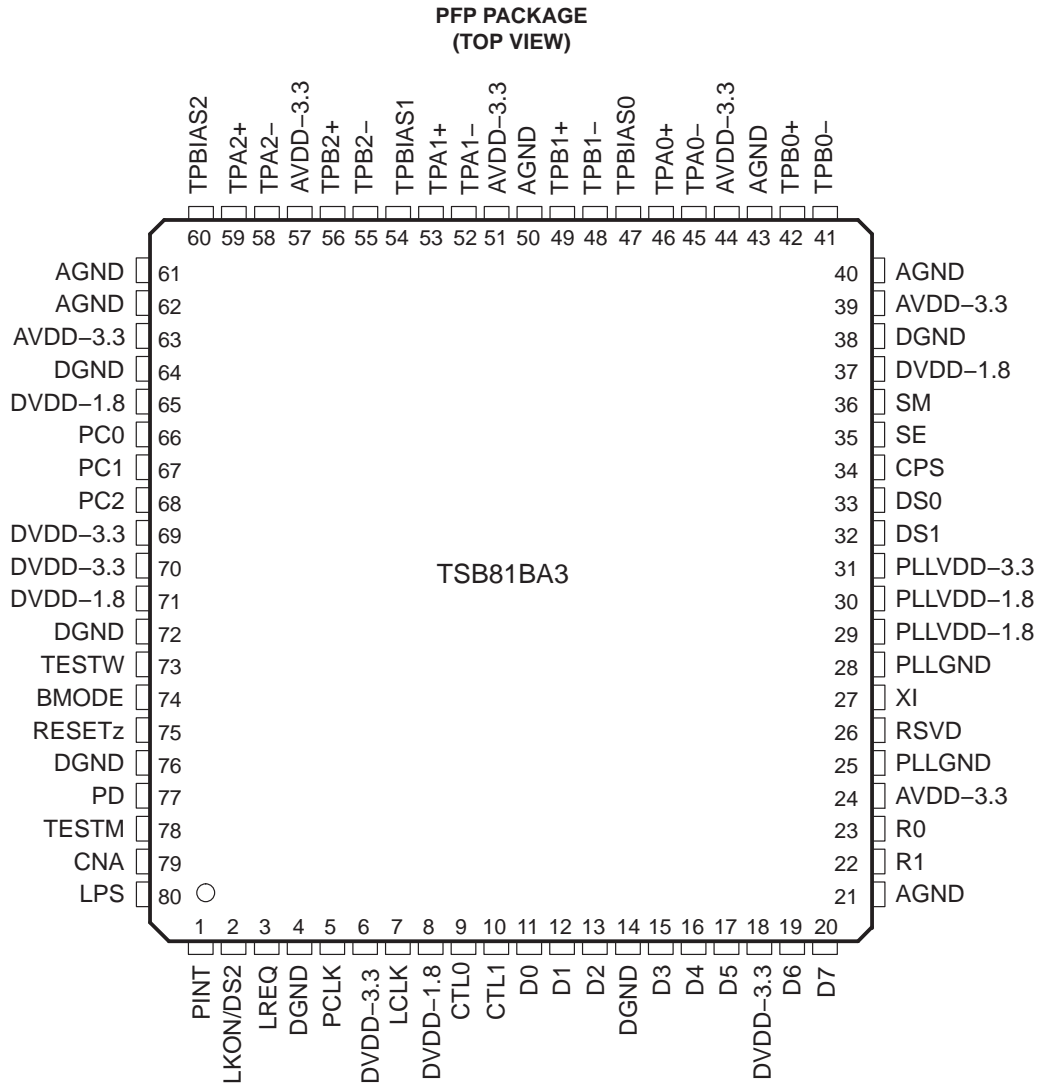 PFP PACKAGE
(TOP VIEW)
TPBIAS2
TPA2+
TPA2−
AVDD−3.3
TPB2+
TPB2−
TPBIAS1
TPA1+
TPA1−
AVDD−3.3
AGND
TPB1+
TPB1−
TPBIAS0
TPA0+
TPA0−
AVDD−3.3
AGND
TPB0+
TPB0−
60 59 58 57 56 55 54 53 52 51 50 49 48 47 46 45 44 43 42 41
AGND 61
AGND 62
AVDD−3.3 63
DGND 64
DVDD−1.8 65
PC0 66
PC1 67
PC2 68
DVDD−3.3 69
DVDD−3.3 70
DVDD−1.8 71
DGND 72
TESTW 73
BMODE 74
RESETz 75
DGND 76
PD 77
TESTM 78
CNA 79
LPS 80
TSB81BA3
40 AGND
39 AVDD−3.3
38 DGND
37 DVDD−1.8
36 SM
35 SE
34 CPS
33 DS0
32 DS1
31 PLLVDD−3.3
30 PLLVDD−1.8
29 PLLVDD−1.8
28 PLLGND
27 XI
26 RSVD
25 PLLGND
24 AVDD−3.3
23 R0
22 R1
21 AGND
1 2 3 4 5 6 7 8 9 10 11 12 13 14 15 16 17 18 19 20
PINT
LKON/DS2
LREQ
DGND
PCLK
DVDD−3.3
LCLK
DVDD−1.8
CTL0
CTL1
D0
D1
D2
DGND
D3
D4
D5
DVDD−3.3
D6
D7